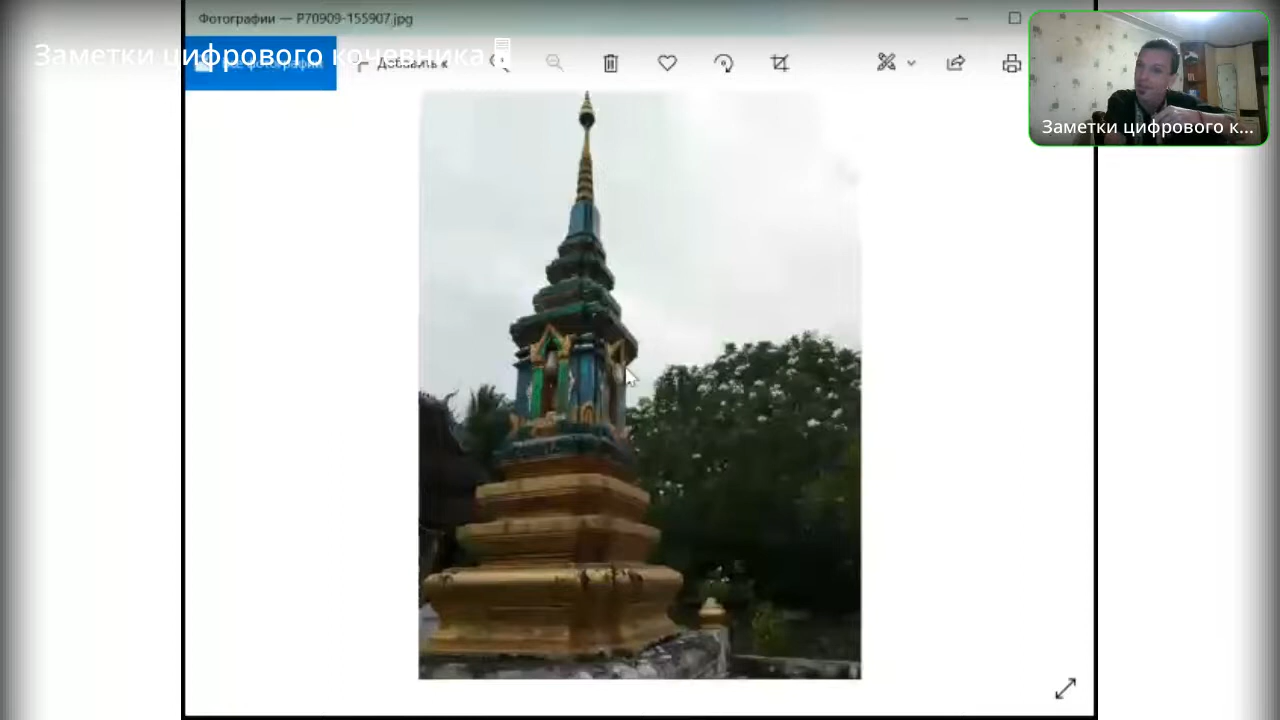 Фотографии — P70909-155907.jpg
Заметки цифрового кочевника
Добавить к
Заметки цифрового к...